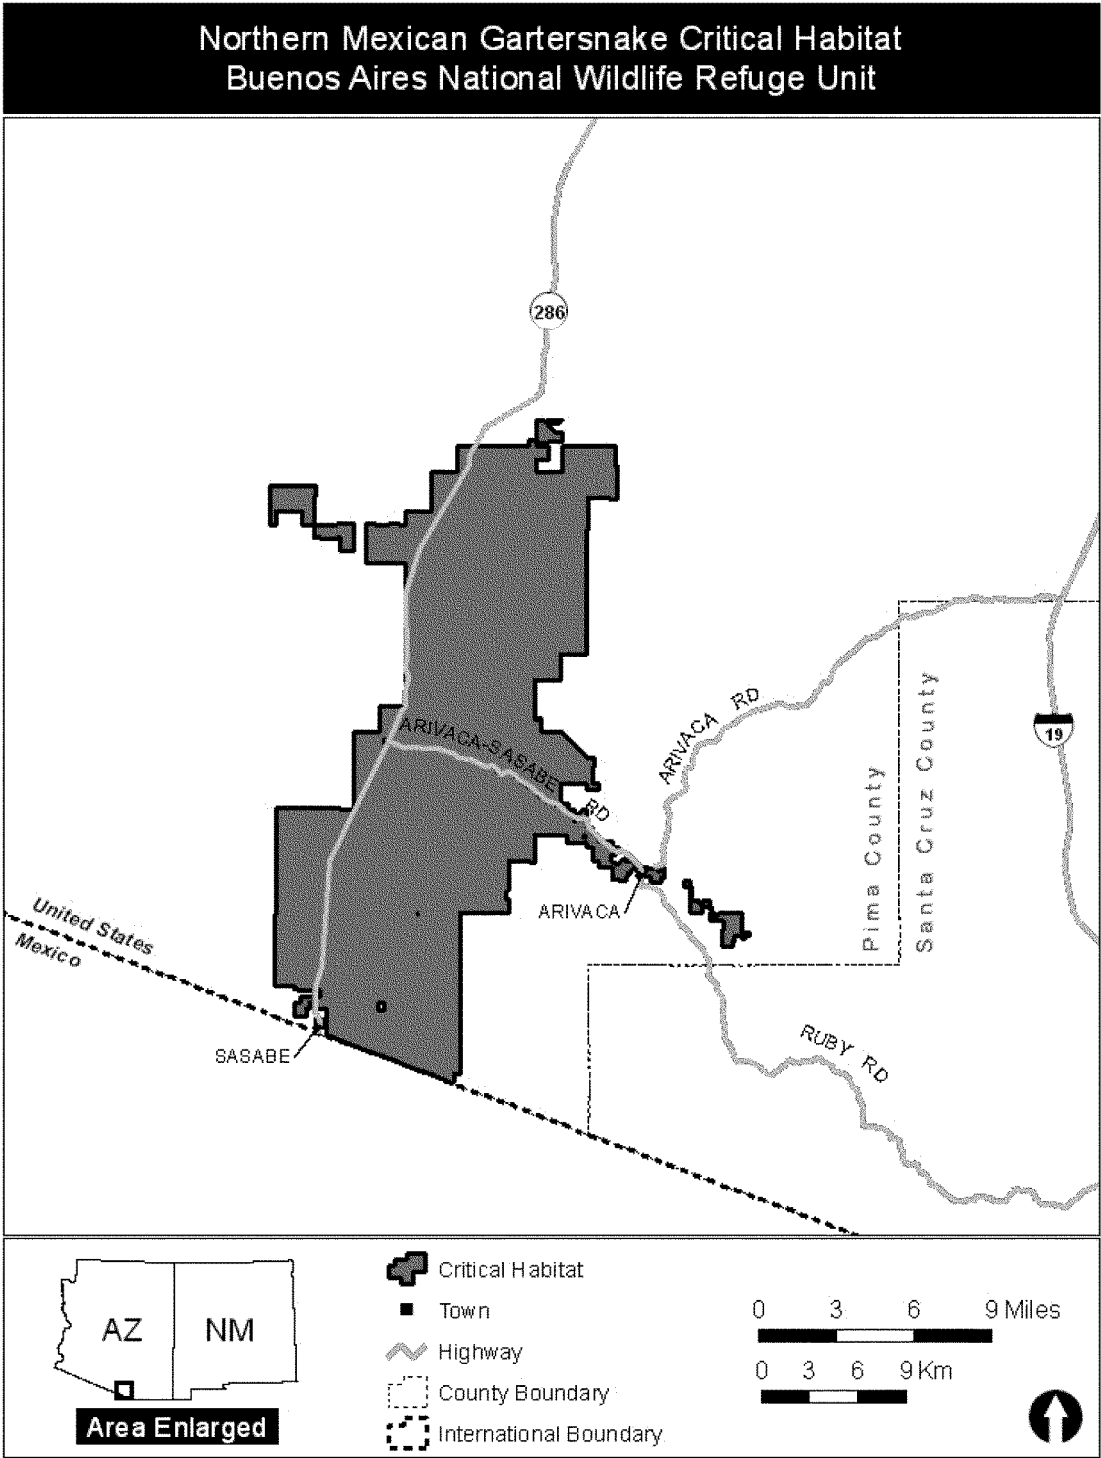 Northern Mexican Gartersnake Critical Habitat
Buenos Aires National Wildlife Refuge Unit
286
ARIVACA RD
19
ARIVACA-SASABE RD
Pima County
Santa Cruz County
ARIVACA
United States
Mexico
SASABE
RUBY RD
AZ
NM
Area Enlarged
Critical Habitat
Town
Highway
County Boundary
International Boundary
0 3 6 9 Miles
0 3 6 9 Km